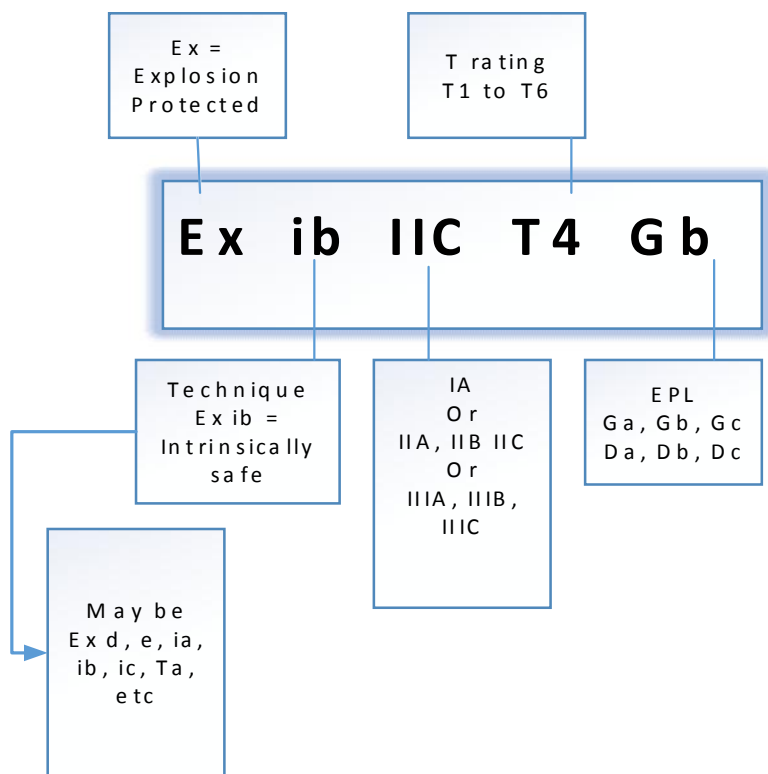 Ex =
Explosion
Protected
T rating
T1 to T6
Ex ib IIC T4 Gb
Technique
Ex ib =
Intrinsically
safe
IA
Or
IIA, IIB IIC
Or
IIIA, IIIB,
IIIC
EPL
Ga, Gb, Gc
Da, Db, Dc
May be
Ex d, e, ia,
ib, ic, Ta,
etc